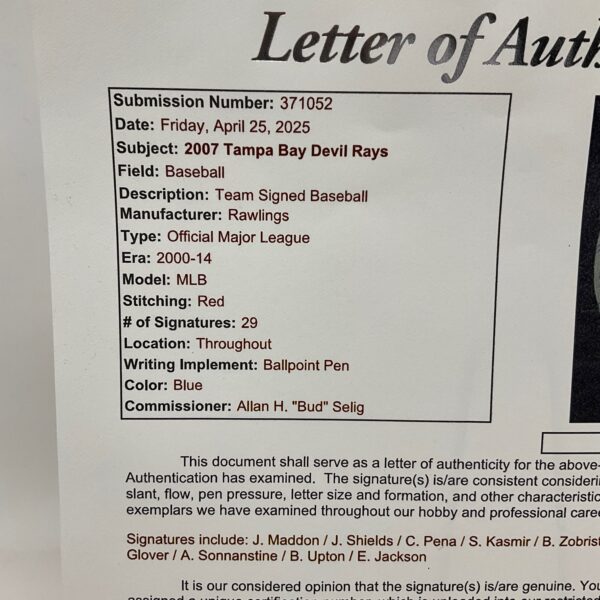 Letter of Auth
Submission Number: 371052
Date: Friday, April 25, 2025
Subject: 2007 Tampa Bay Devil Rays
Field: Baseball
Description: Team Signed Baseball
Manufacturer: Rawlings
Type: Official Major League
Era: 2000-14
Model: MLB
Stitching: Red
# of Signatures: 29
Location: Throughout
Writing Implement: Ballpoint Pen
Color: Blue
Commissioner: Allan H. "Bud" Selig
This document shall serve as a letter of authenticity for the above-
Authentication has examined. The signature(s) is/are consistent considerin
slant, flow, pen pressure, letter size and formation, and other characteristic
exemplars we have examined throughout our hobby and professional caree
Signatures include: J. Maddon / J. Shields / C. Pena / S. Kasmir / B. Zobrist
Glover / A. Sonnanstine / B. Upton / E. Jackson
It is our considered opinion that the signature(s) is/are genuine. You